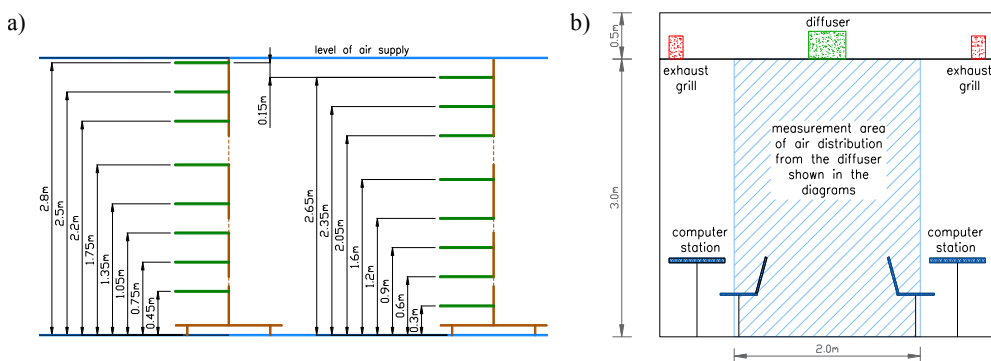 a)
level of air supply
0.15m
2.8m
2.5m
2.2m
1.75m
1.35m
1.05m
0.75m
0.45m
2.65m
2.35m
2.05m
1.6m
1.2m
0.9m
0.6m
0.3m
b)
0.5m
diffuser
exhaust
grill
exhaust
grill
3.0m
measurement area
of air distribution
from the diffuser
shown in the
diagrams
computer
station
computer
station
2.0m